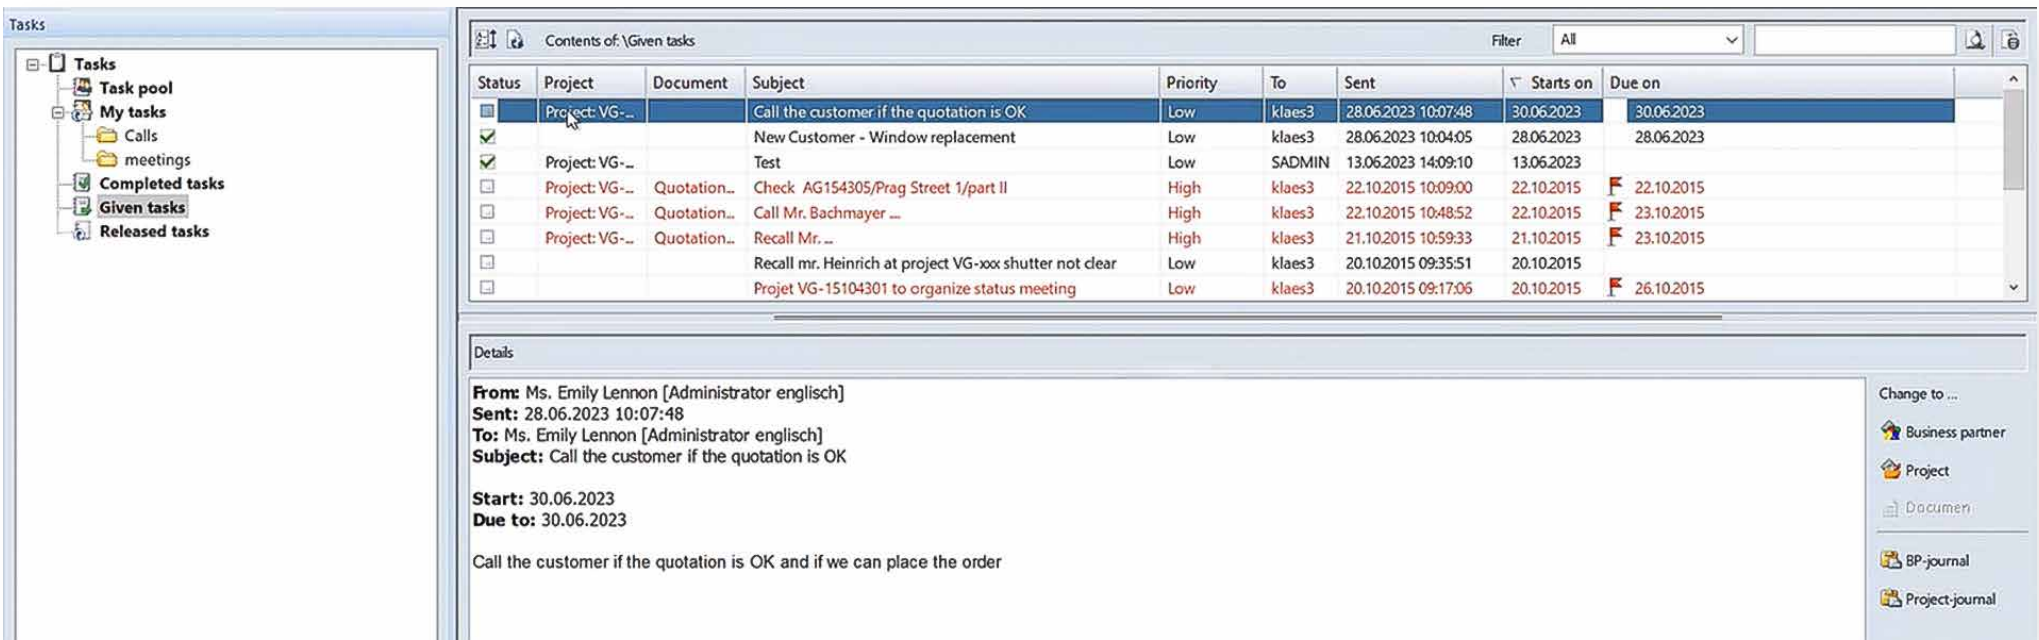 Tasks
Tasks
Task pool
My tasks
Calls
meetings
Completed tasks
Given tasks
Released tasks
Contents of: \Given tasks Filter All
Status Project Document Subject Priority To Sent Starts on Due on
Project: VG-... Call the customer if the quotation is OK Low klaes3 28.06.2023 10:07:48 30.06.2023 30.06.2023
New Customer - Window replacement Low klaes3 28.06.2023 10:04:05 28.06.2023 28.06.2023
Project: VG-... Test Low SADMIN 13.06.2023 14:09:10 13.06.2023
Project: VG-... Quotation... Check AG154305/Prag Street 1/part II High klaes3 22.10.2015 10:09:00 22.10.2015 22.10.2015
Project: VG-... Quotation... Call Mr. Bachmayer ... High klaes3 22.10.2015 10:48:52 22.10.2015 23.10.2015
Project: VG-... Quotation... Recall Mr. ... High klaes3 21.10.2015 10:59:33 21.10.2015 23.10.2015
Recall mr. Heinrich at project VG-xxx shutter not clear Low klaes3 20.10.2015 09:35:51 20.10.2015
Projet VG-15104301 to organize status meeting Low klaes3 20.10.2015 09:17:06 20.10.2015 26.10.2015
Details
From: Ms. Emily Lennon [Administrator englisch]
Sent: 28.06.2023 10:07:48
To: Ms. Emily Lennon [Administrator englisch]
Subject: Call the customer if the quotation is OK
Start: 30.06.2023
Due to: 30.06.2023
Call the customer if the quotation is OK and if we can place the order
Change to ...
Business partner
Project
Documen
BP-journal
Project-journal